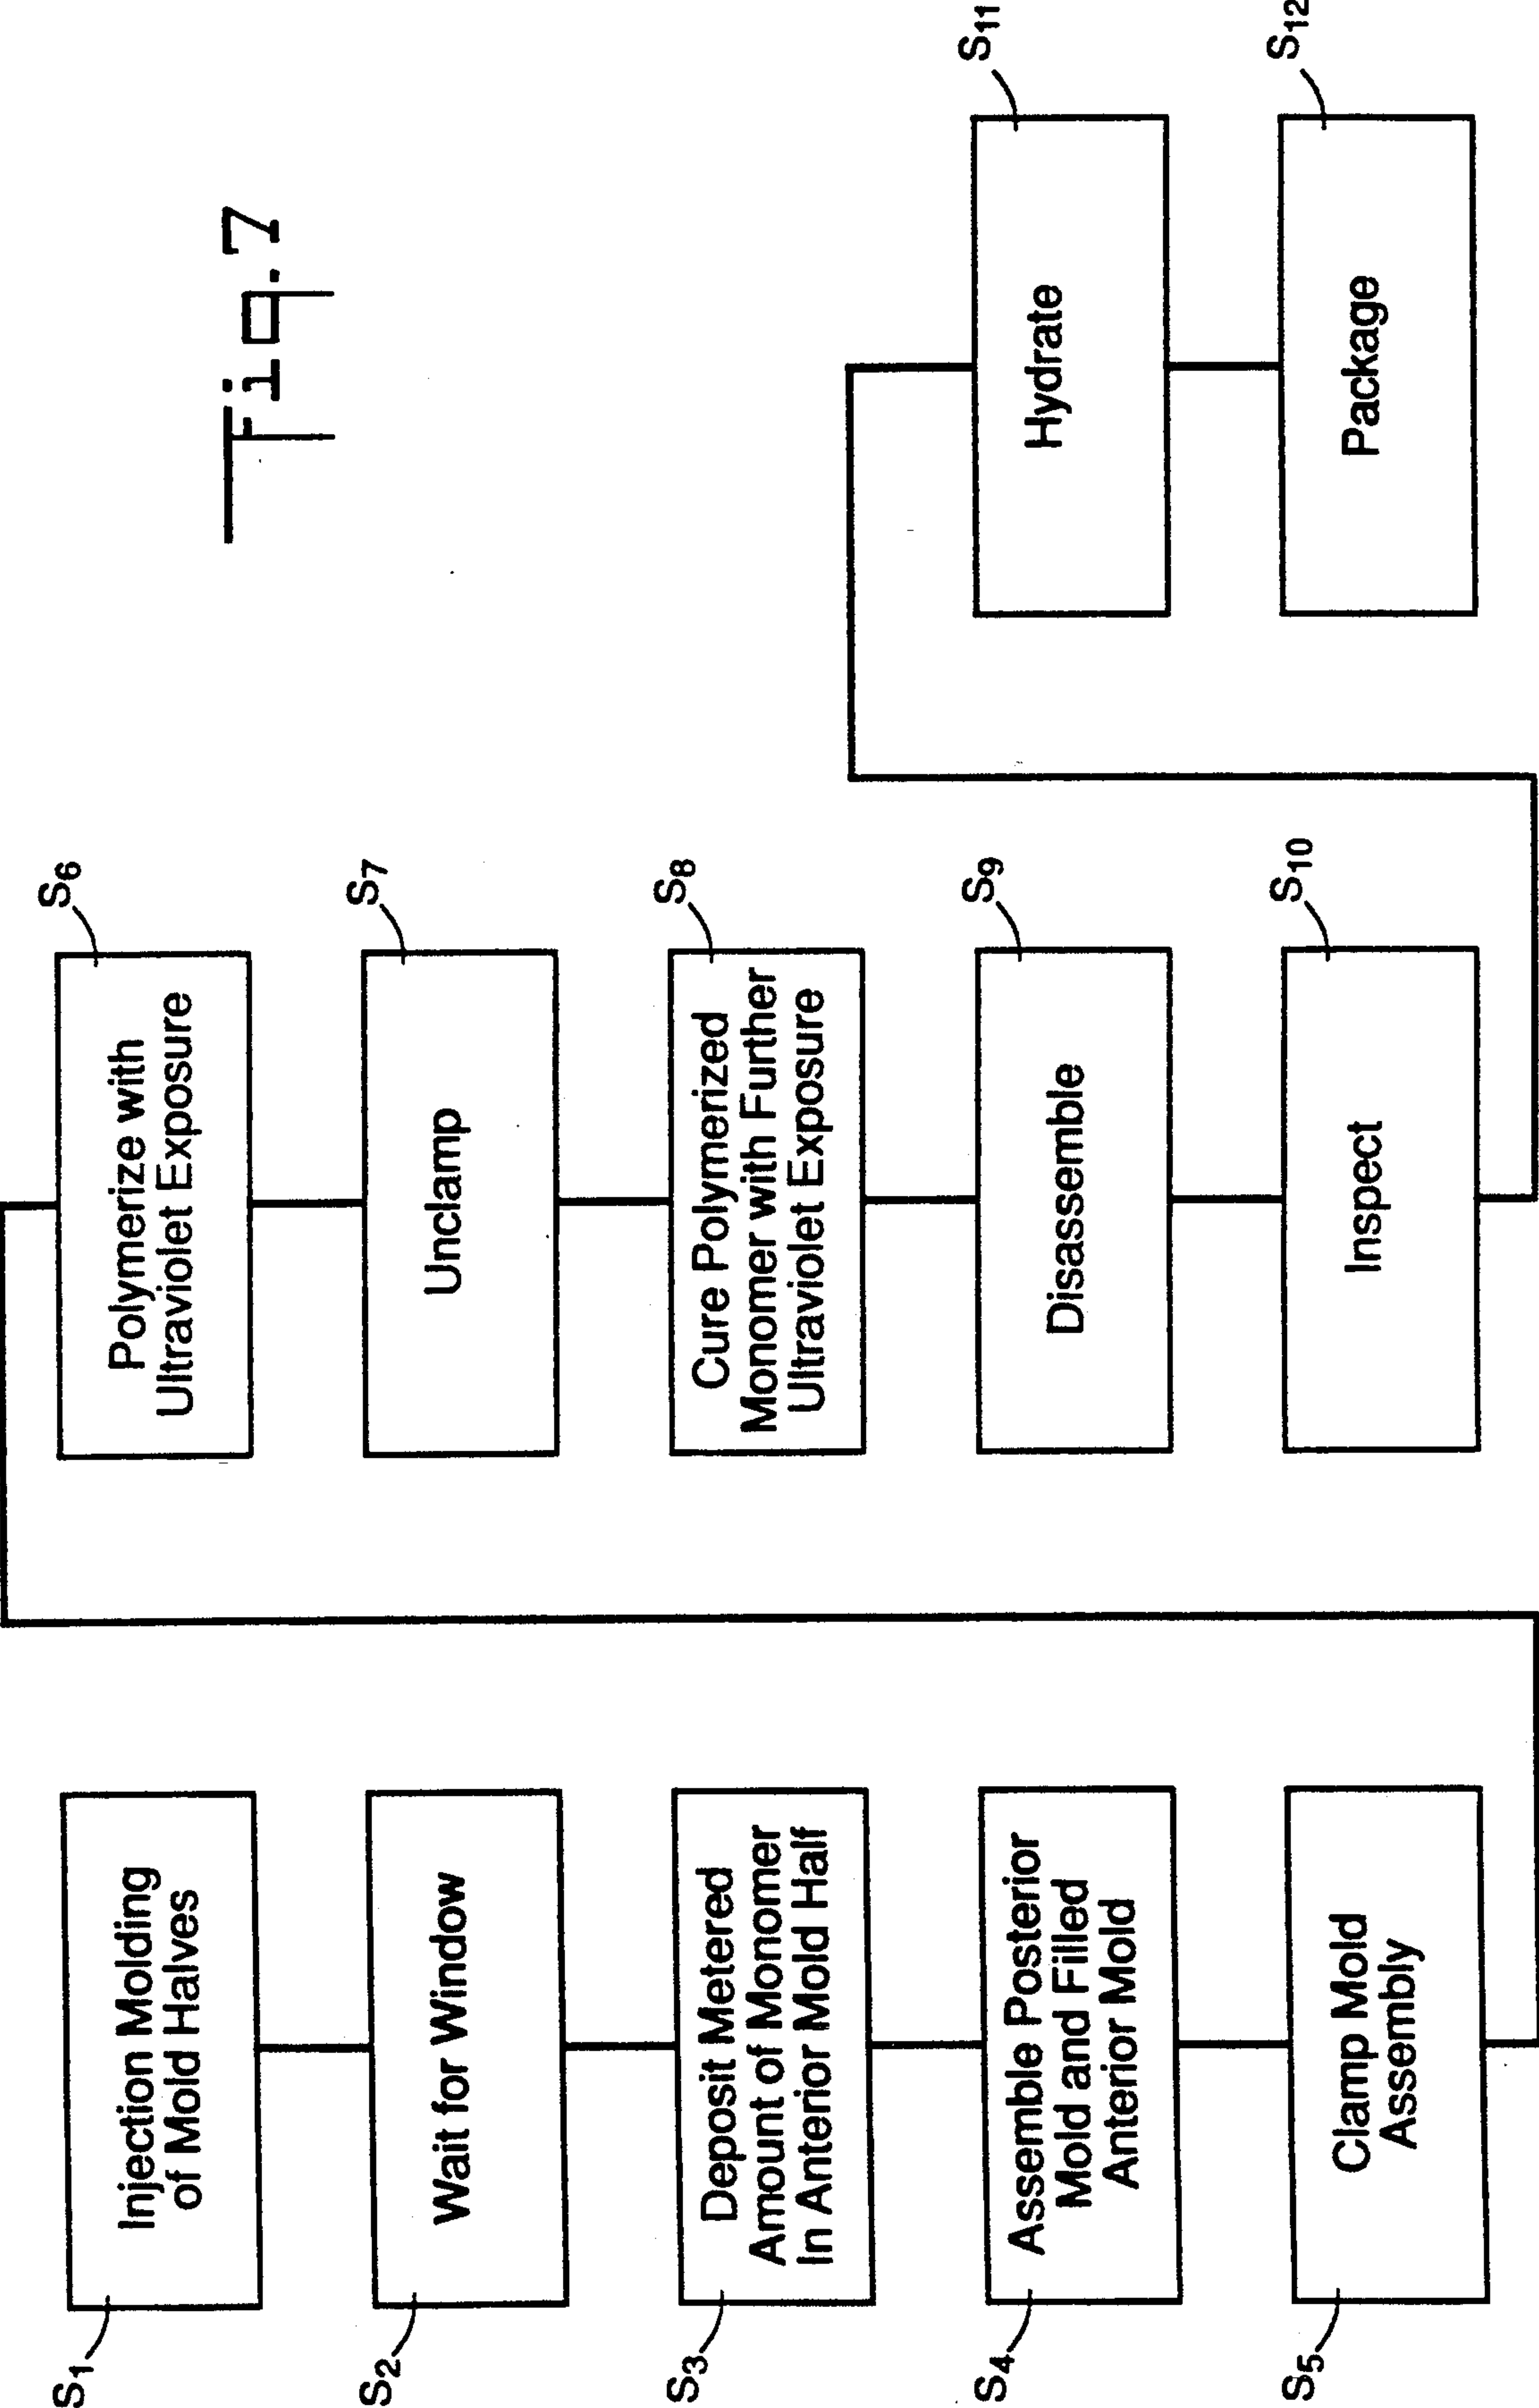 Fig.7
S1
Injection Molding
of Mold Halves
S2
Wait for Window
S3
Deposit Metered
Amount of Monomer
In Anterior Mold Half
S4
Assemble Posterior
Mold and Filled
Anterior Mold
S5
Clamp Mold
Assembly
S6
Polymerize with
Ultraviolet Exposure
S7
Unclamp
S8
Cure Polymerized
Monomer with Further
Ultraviolet Exposure
S9
Disassemble
S10
Inspect
S11
Hydrate
S12
Package